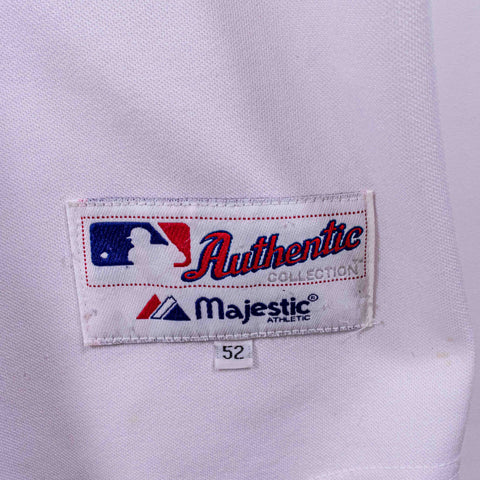 Authentic
COLLECTION
Majestic®
ATHLETIC
52